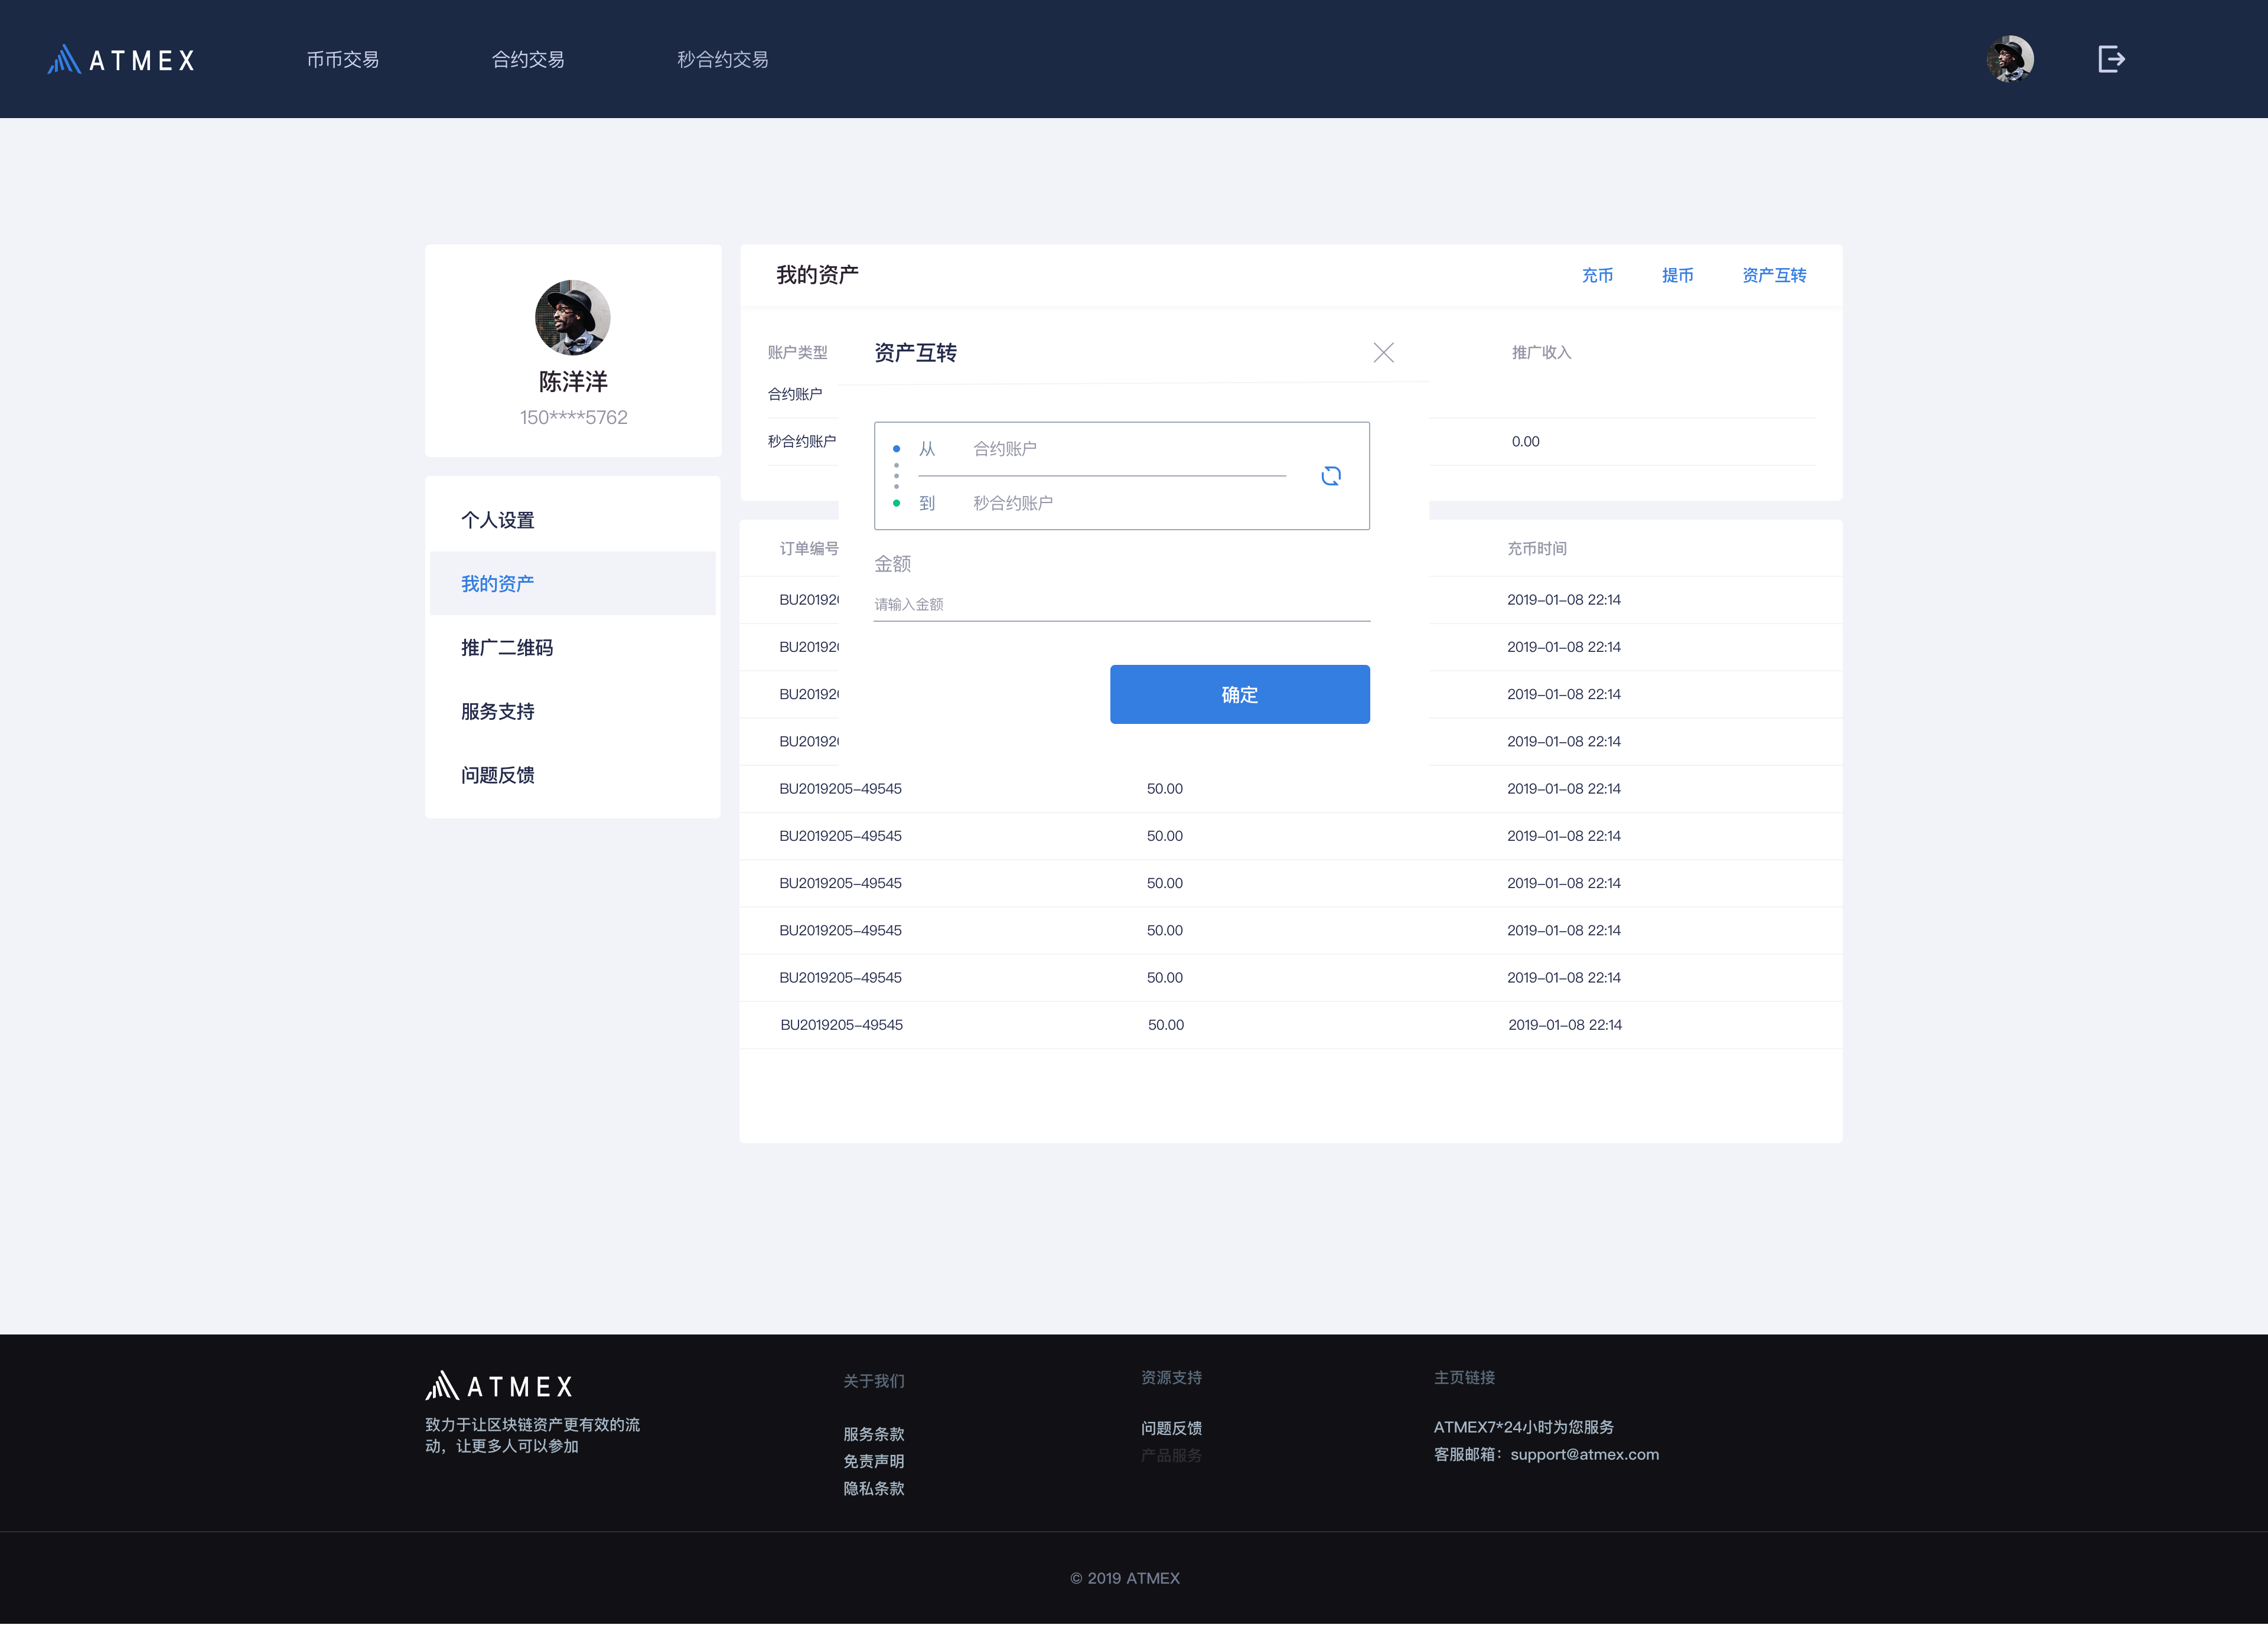 ATMEX
币币交易
合约交易
秒合约交易
陈洋洋
150****5762
个人设置
我的资产
推广二维码
服务支持
问题反馈
我的资产
充币
提币
资产互转
账户类型
推广收入
合约账户
秒合约账户
0.00
资产互转
从 合约账户
到 秒合约账户
金额
请输入金额
确定
订单编号 充币时间
BU20192 2019-01-08 22:14
BU20192 2019-01-08 22:14
BU20192 2019-01-08 22:14
BU20192 2019-01-08 22:14
BU2019205-49545 50.00 2019-01-08 22:14
BU2019205-49545 50.00 2019-01-08 22:14
BU2019205-49545 50.00 2019-01-08 22:14
BU2019205-49545 50.00 2019-01-08 22:14
BU2019205-49545 50.00 2019-01-08 22:14
BU2019205-49545 50.00 2019-01-08 22:14
ATMEX
致力于让区块链资产更有效的流
动，让更多人可以参加
关于我们
服务条款
免责声明
隐私条款
资源支持
问题反馈
产品服务
主页链接
ATMEX7*24小时为您服务
客服邮箱：support@atmex.com
© 2019 ATMEX